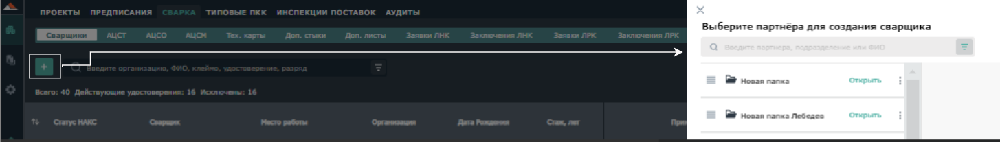 ПРОЕКТЫ ПРЕДПИСАНИЯ СВАРКА ТИПОВЫЕ ПКК ИНСПЕКЦИИ ПОСТАВОК АУДИТЫ
Сварщики АЦСТ АЦСО АЦСМ Тех. карты Доп. стыки Доп. листы Заявки ЛНК Заключения ЛНК Заявки ЛРК Заключения ЛРК
+ Введите организацию, ФИО, клеймо, удостоверение, разряд
Всего: 40 Действующие удостоверения: 16 Исключены: 16
Статус НАКС Сварщик Место работы Организация Дата Рождения Стаж, лет
Выберите партнёра для создания сварщика
Введите партнера, подразделение или ФИО
Новая папка Открыть
Новая папка Лебедев Открыть